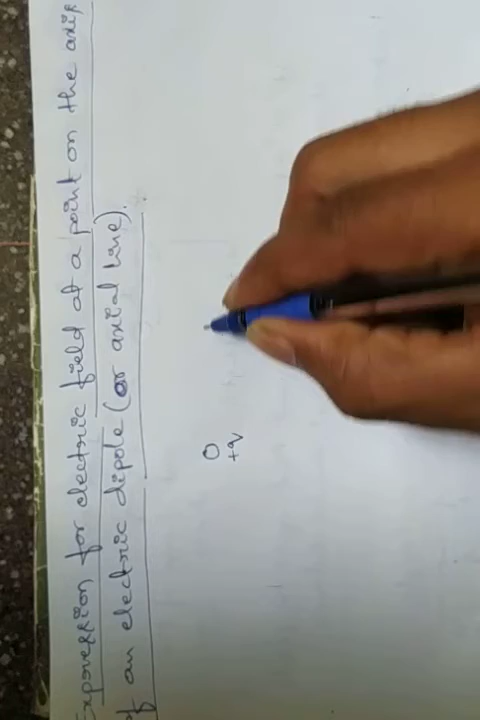 Expression for electric field at a point on the axis
of an electric dipole (or axial line).
+q